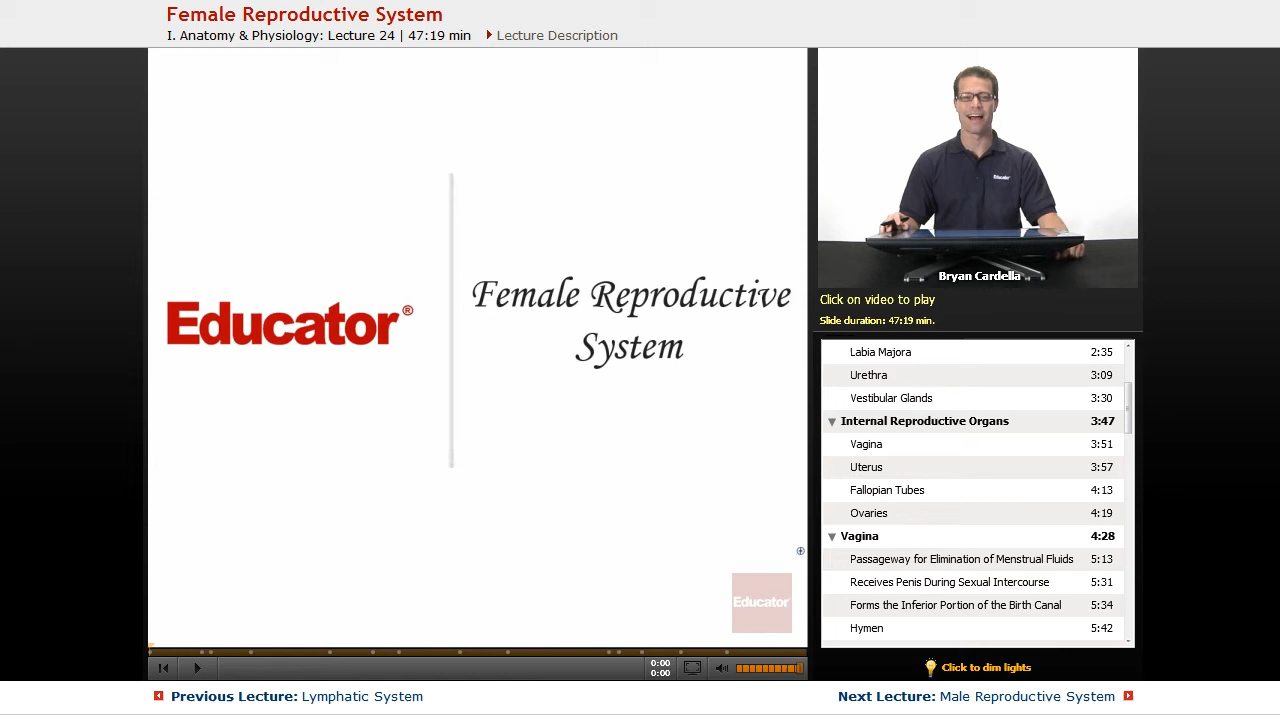 Female Reproductive System
I. Anatomy & Physiology: Lecture 24 | 47:19 min Lecture Description
Educator®
Female Reproductive
System
Educator
Educator
Bryan Cardella
Click on video to play
Slide duration: 47:19 min.
Labia Majora 2:35
Urethra 3:09
Vestibular Glands 3:30
Internal Reproductive Organs 3:47
Vagina 3:51
Uterus 3:57
Fallopian Tubes 4:13
Ovaries 4:19
Vagina 4:28
Passageway for Elimination of Menstrual Fluids 5:13
Receives Penis During Sexual Intercourse 5:31
Forms the Inferior Portion of the Birth Canal 5:34
Hymen 5:42
0:00
0:00
Click to dim lights
Previous Lecture: Lymphatic System
Next Lecture: Male Reproductive System